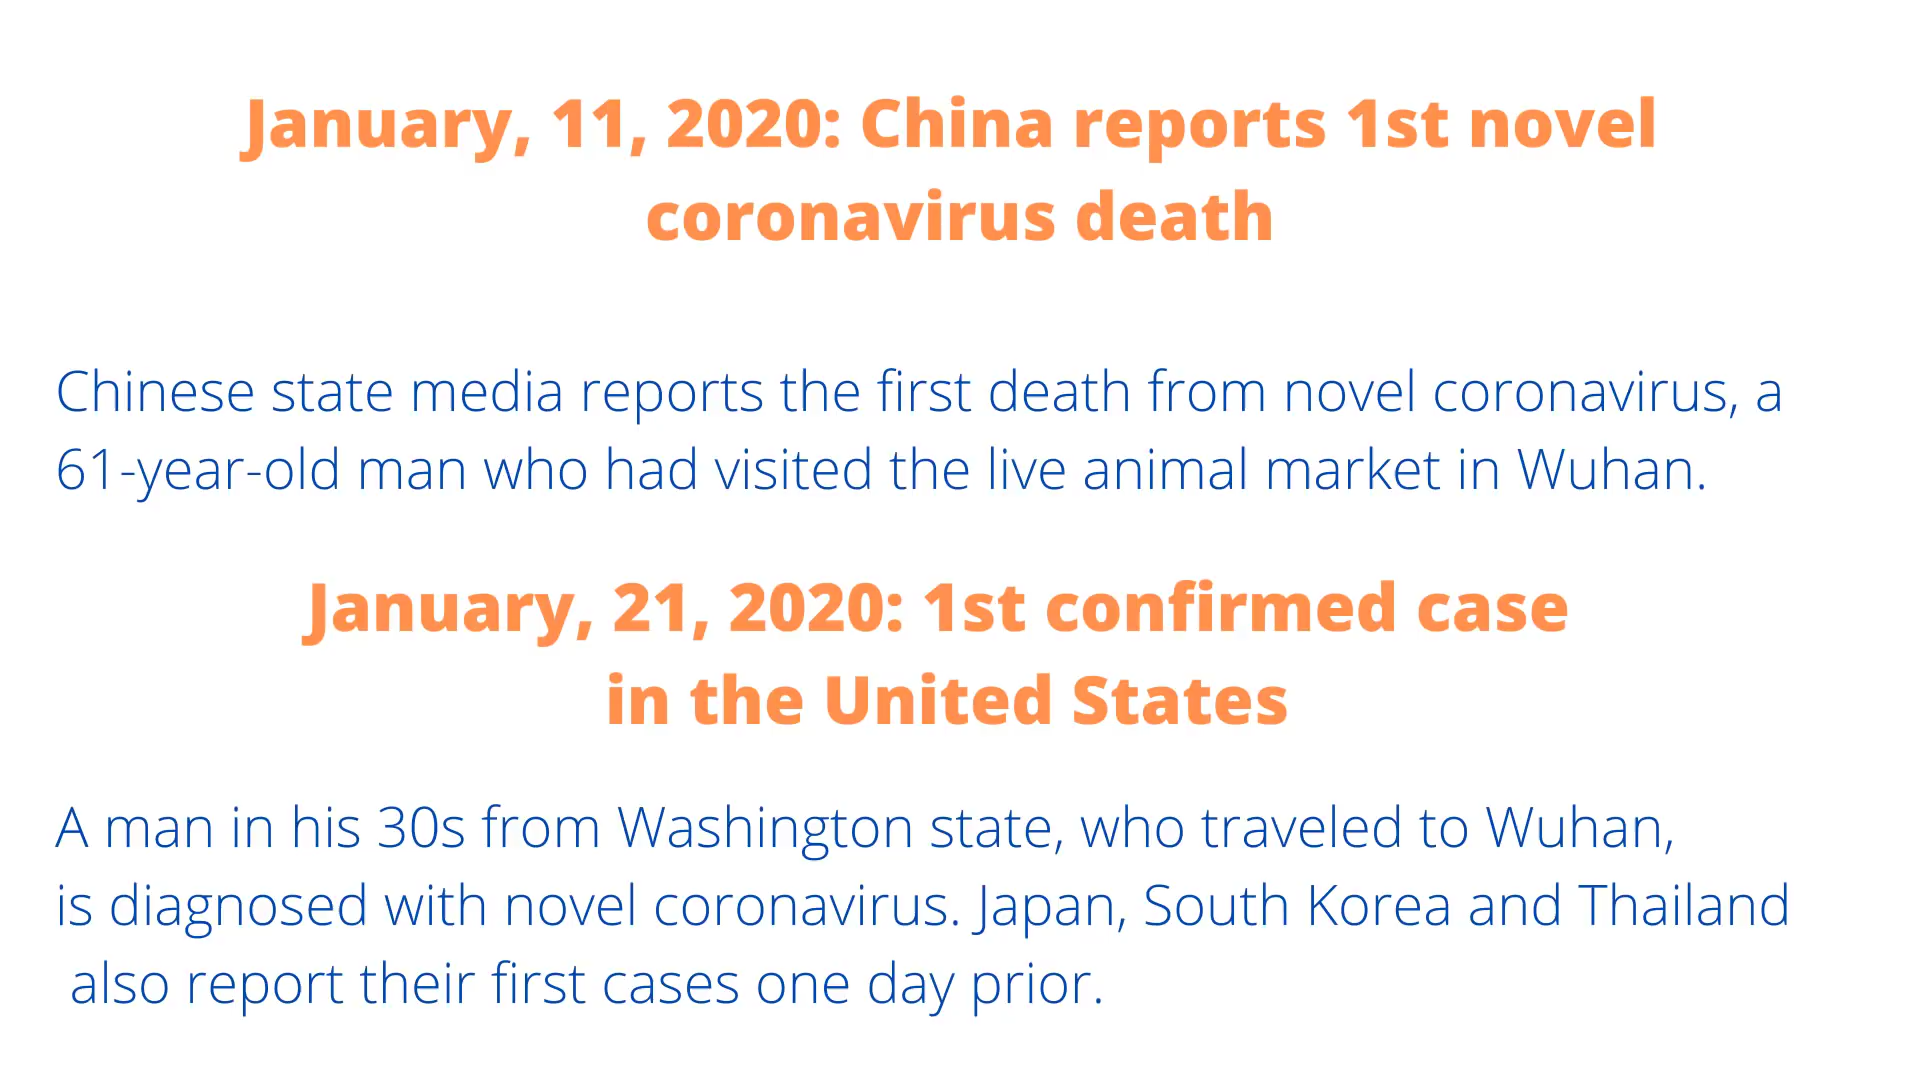 January, 11, 2020: China reports 1st novel
coronavirus death
Chinese state media reports the first death from novel coronavirus, a
61-year-old man who had visited the live animal market in Wuhan.
January, 21, 2020: 1st confirmed case
in the United States
A man in his 30s from Washington state, who traveled to Wuhan,
is diagnosed with novel coronavirus. Japan, South Korea and Thailand
also report their first cases one day prior.